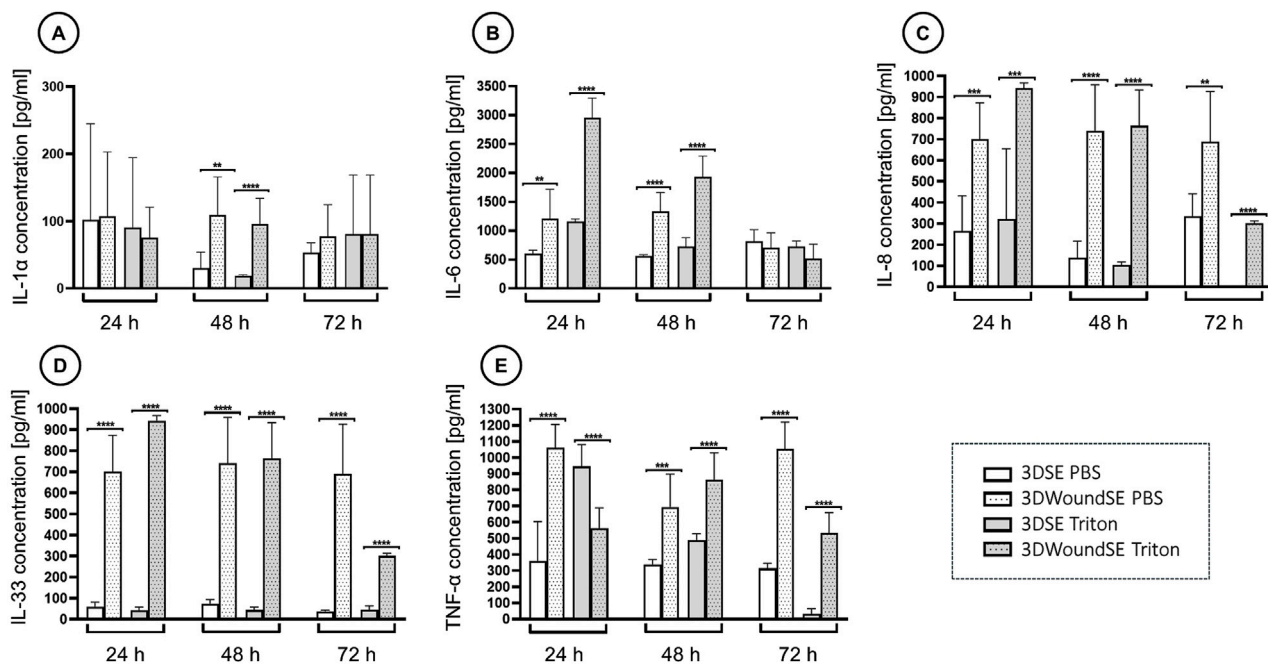 A
IL-1α concentration [pg/ml]
300
200
100
0
**
****
24 h
48 h
72 h
B
IL-6 concentration [pg/ml]
3500
3000
2500
2000
1500
1000
500
0
**
****
****
****
24 h
48 h
72 h
C
IL-8 concentration [pg/ml]
1000
900
800
700
600
500
400
300
200
100
0
***
***
****
****
**
****
24 h
48 h
72 h
D
IL-33 concentration [pg/ml]
1000
900
800
700
600
500
400
300
200
100
0
****
****
****
****
****
****
24 h
48 h
72 h
E
TNF-α concentration [pg/ml]
1300
1200
1100
1000
900
800
700
600
500
400
300
200
100
0
****
****
***
****
****
****
24 h
48 h
72 h
3DSE PBS
3DWoundSE PBS
3DSE Triton
3DWoundSE Triton